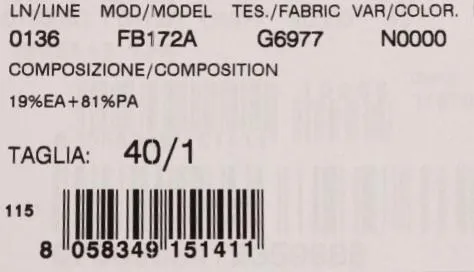 LN/LINE MOD/MODEL TES./FABRIC VAR/COLOR.
0136 FB172A G6977 N0000
COMPOSIZIONE/COMPOSITION
19%EA+81%PA
TAGLIA: 40/1
115
8 058349 151411